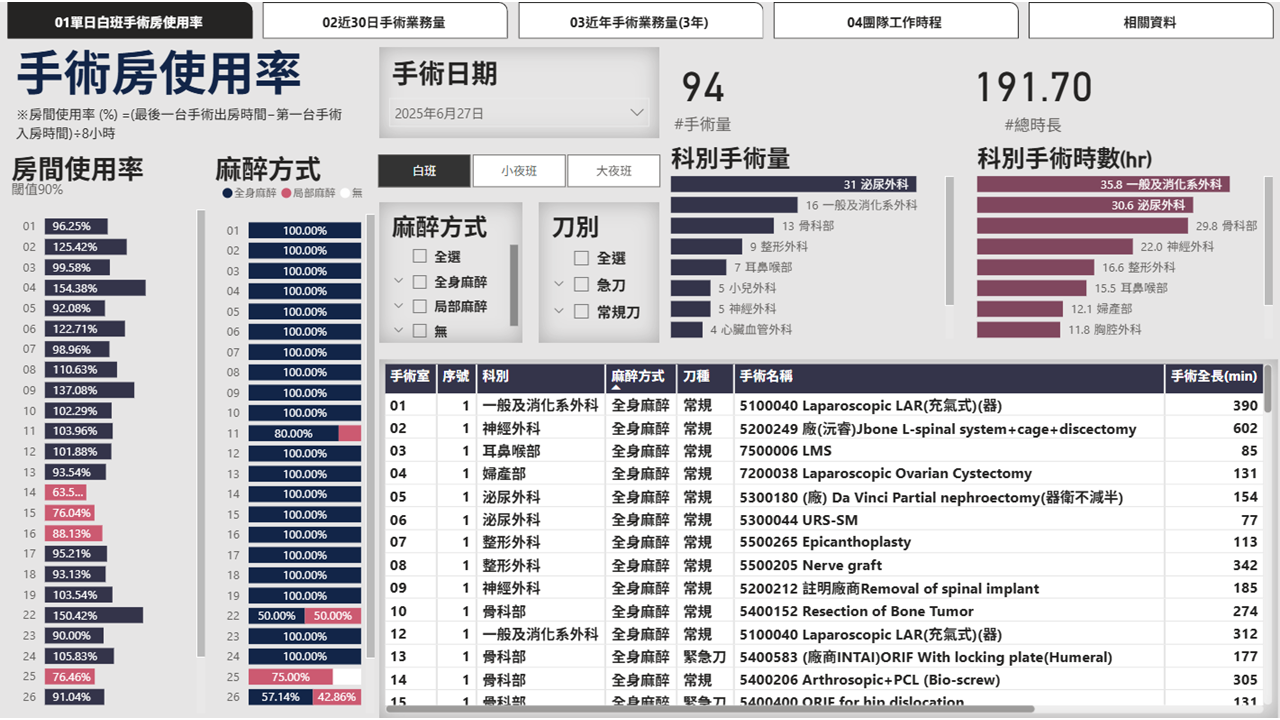 01單日白班手術房使用率
02近30日手術業務量
03近年手術業務量(3年)
04團隊工作時程
相關資料
手術房使用率
※房間使用率 (%) =(最後一台手術出房時間−第一台手術
入房時間)÷8小時
房間使用率
閾值90%
01 96.25%
02 125.42%
03 99.58%
04 154.38%
05 92.08%
06 122.71%
07 98.96%
08 110.63%
09 137.08%
10 102.29%
11 103.96%
12 101.88%
13 93.54%
14 63.5...
15 76.04%
16 88.13%
17 95.21%
18 93.13%
19 103.54%
22 150.42%
23 90.00%
24 105.83%
25 76.46%
26 91.04%
麻醉方式
全身麻醉 局部麻醉 無
01 100.00%
02 100.00%
03 100.00%
04 100.00%
05 100.00%
06 100.00%
07 100.00%
08 100.00%
09 100.00%
10 100.00%
11 80.00%
12 100.00%
13 100.00%
14 100.00%
15 100.00%
16 100.00%
17 100.00%
18 100.00%
19 100.00%
22 50.00% 50.00%
23 100.00%
24 100.00%
25 75.00%
26 57.14% 42.86%
手術日期
2025年6月27日
白班 小夜班 大夜班
麻醉方式
全選
全身麻醉
局部麻醉
無
刀別
全選
急刀
常規刀
94
#手術量
191.70
#總時長
科別手術量
31 泌尿外科
16 一般及消化系外科
13 骨科部
9 整形外科
7 耳鼻喉部
5 小兒外科
5 神經外科
4 心臟血管外科
科別手術時數(hr)
35.8 一般及消化系外科
30.6 泌尿外科
29.8 骨科部
22.0 神經外科
16.6 整形外科
15.5 耳鼻喉部
12.1 婦產部
11.8 胸腔外科
手術室 序號 科別 麻醉方式 刀種 手術名稱 手術全長(min)
01 1 一般及消化系外科 全身麻醉 常規 5100040 Laparoscopic LAR(充氣式)(器) 390
02 1 神經外科 全身麻醉 常規 5200249 廠(沅睿)Jbone L-spinal system+cage+discectomy 602
03 1 耳鼻喉部 全身麻醉 常規 7500006 LMS 85
04 1 婦產部 全身麻醉 常規 7200038 Laparoscopic Ovarian Cystectomy 131
05 1 泌尿外科 全身麻醉 常規 5300180 (廠) Da Vinci Partial nephroectomy(器衛不減半) 154
06 1 泌尿外科 全身麻醉 常規 5300044 URS-SM 77
07 1 整形外科 全身麻醉 常規 5500265 Epicanthoplasty 113
08 1 整形外科 全身麻醉 常規 5500205 Nerve graft 342
09 1 神經外科 全身麻醉 常規 5200212 註明廠商Removal of spinal implant 185
10 1 骨科部 全身麻醉 常規 5400152 Resection of Bone Tumor 274
12 1 一般及消化系外科 全身麻醉 常規 5100040 Laparoscopic LAR(充氣式)(器) 312
13 1 骨科部 全身麻醉 緊急刀 5400583 (廠商INTAI)ORIF With locking plate(Humeral) 177
14 1 骨科部 全身麻醉 常規 5400206 Arthrosopic+PCL (Bio-screw) 305
15 1 骨科部 全身麻醉 緊急刀 5400400 ORIF for hip dislocation 131